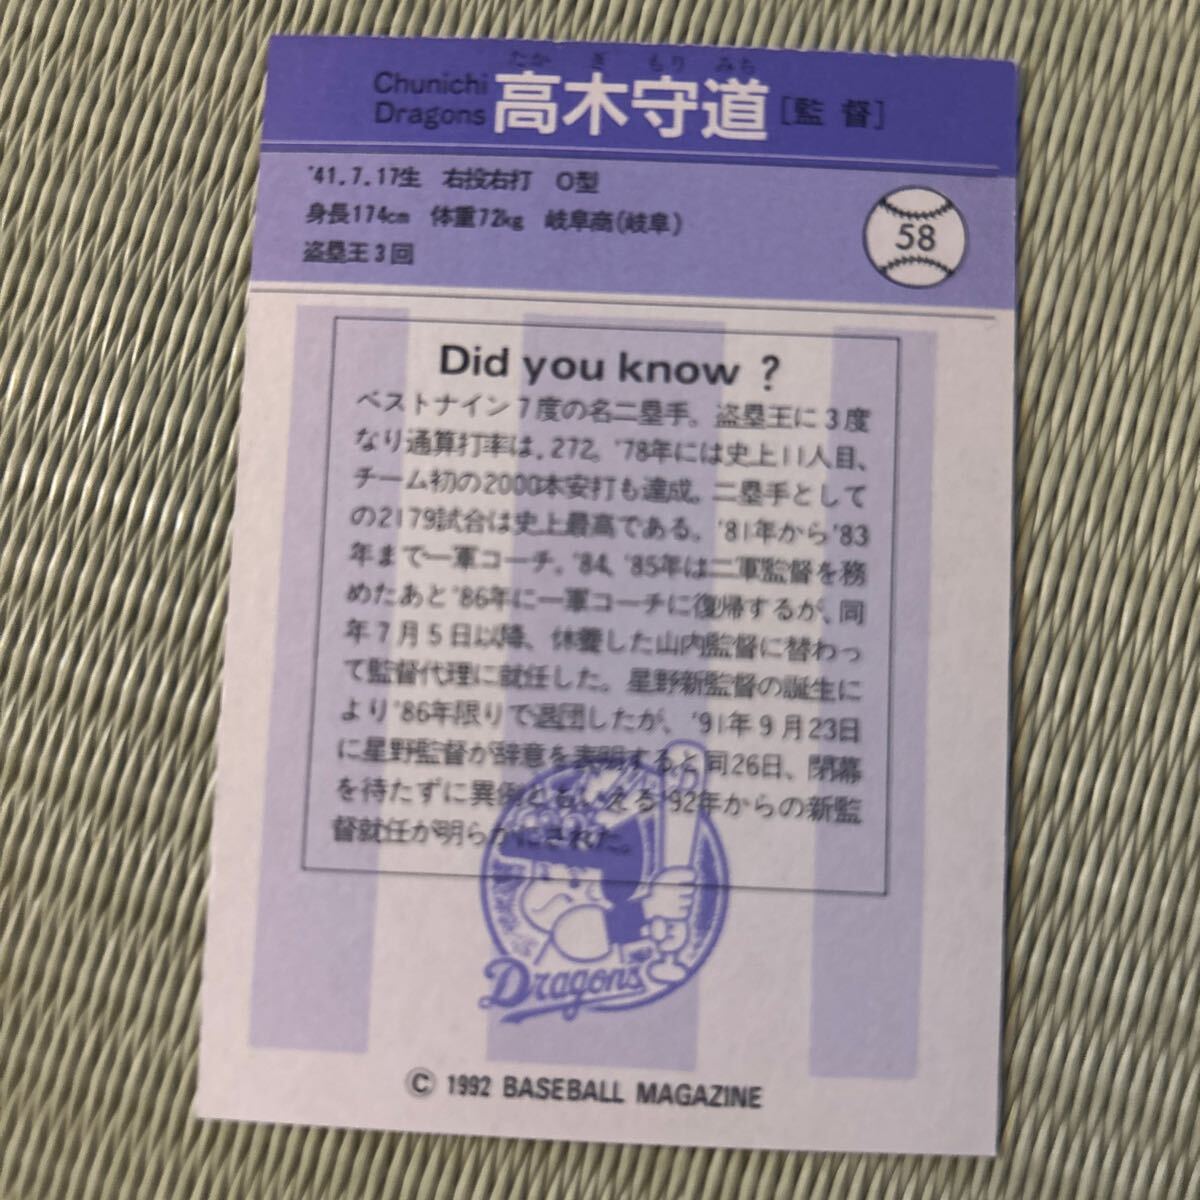 たか ぎ もり みち
Chunichi
Dragons 高木守道 [監督]
'41.7.17生 右投右打 O型
身長174cm 体重72kg 岐阜商(岐阜)
盗塁王3回
58
Did you know ?
ベストナイン7度の名二塁手。盗塁王に3度
なり通算打率は.272。'78年には史上11人目、
チーム初の2000本安打も達成。二塁手として
の2179試合は史上最高である。'81年から'83
年まで一軍コーチ。'84、'85年は二軍監督を務
めたあと'86年に一軍コーチに復帰するが、同
年7月5日以降、休養した山内監督に替わっ
て監督代理に就任した。星野新監督の誕生に
より'86年限りで退団したが、'91年9月23日
に星野監督が辞意を表明すると同26日、閉幕
を待たずに異例ともいえる'92年からの新監
督就任が明らかにされた。
Dragons
© 1992 BASEBALL MAGAZINE